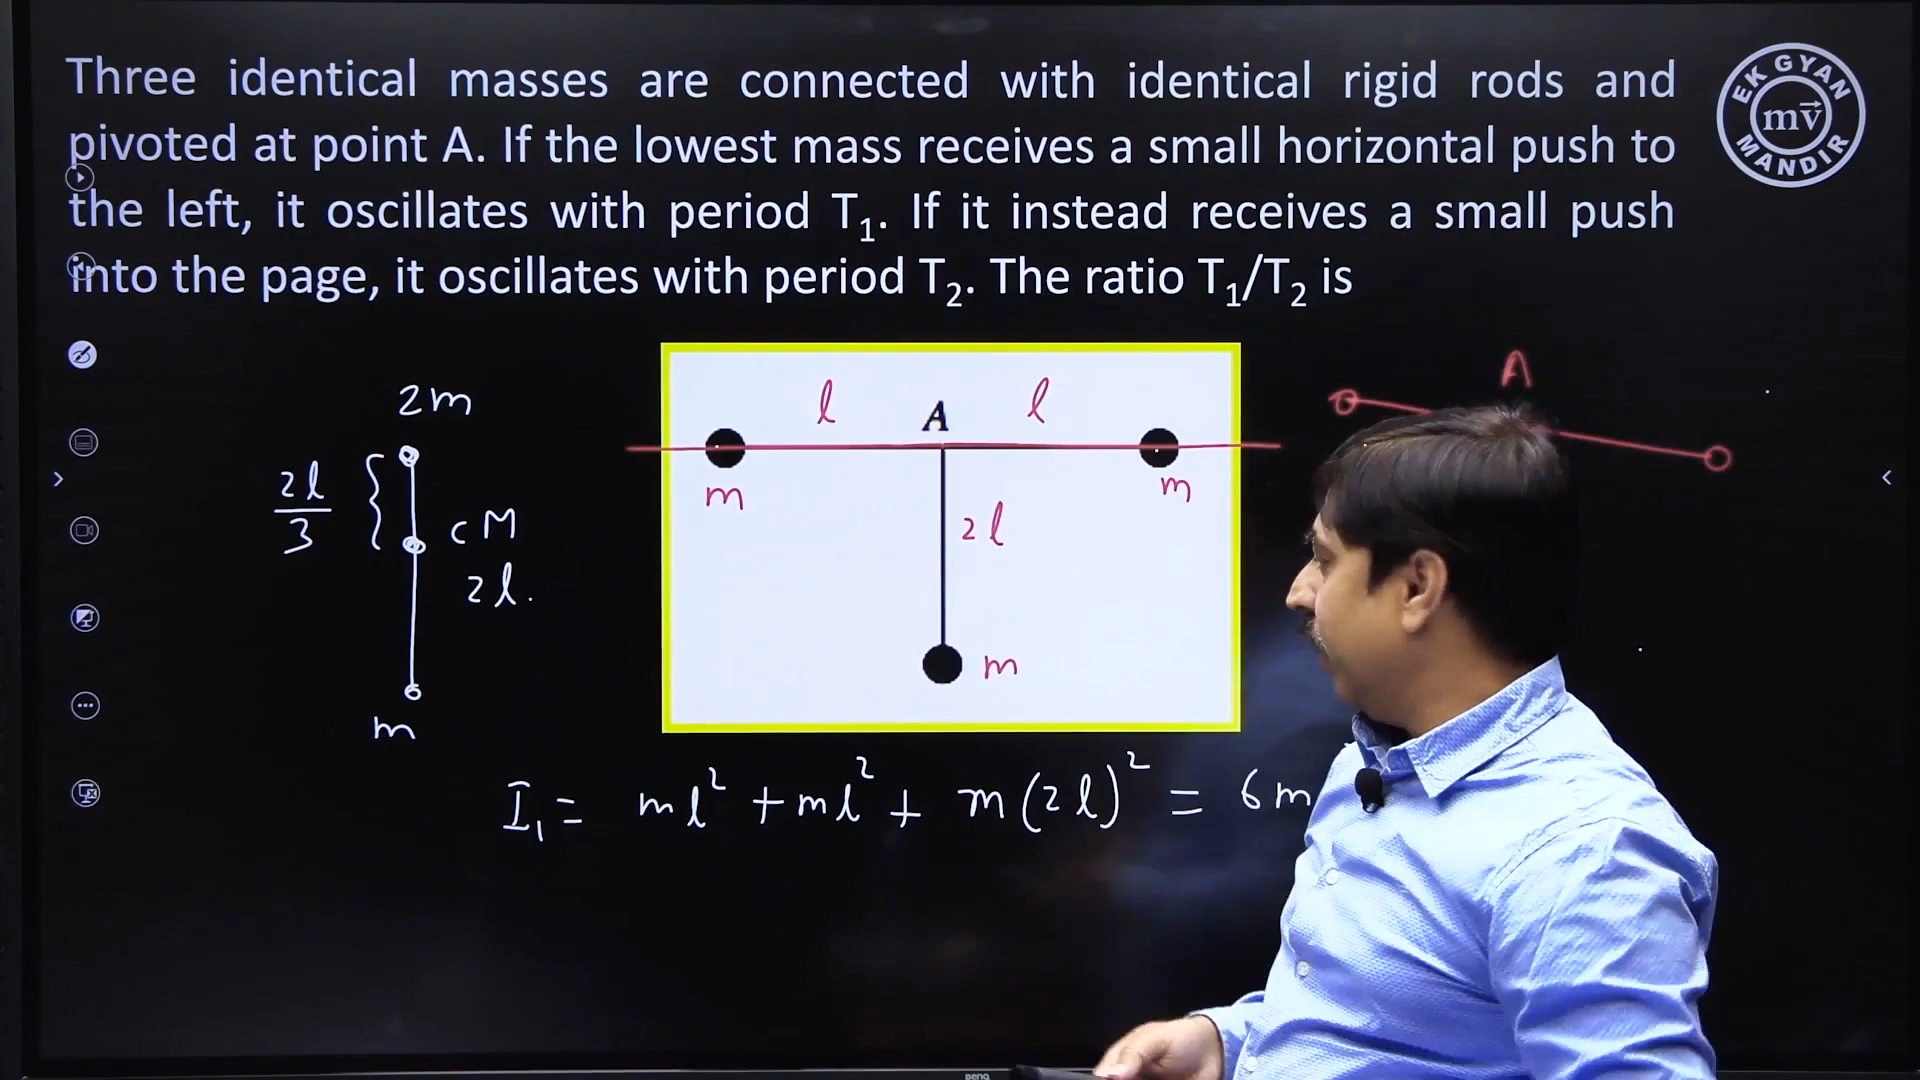 Three identical masses are connected with identical rigid rods and
pivoted at point A. If the lowest mass receives a small horizontal push to
the left, it oscillates with period T₁. If it instead receives a small push
into the page, it oscillates with period T₂. The ratio T₁/T₂ is
EK GYAN
mv⃗
MANDIR
2m
2l/3
CM
2l.
m
l
A
l
m
m
2l
m
A
I₁ = ml² + ml² + m(2l)² = 6m
BenQ